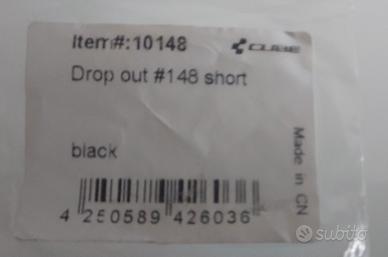 Item#:10148
CUBE
Drop out #148 short
black
4 250589 426036
Made in CN
subito